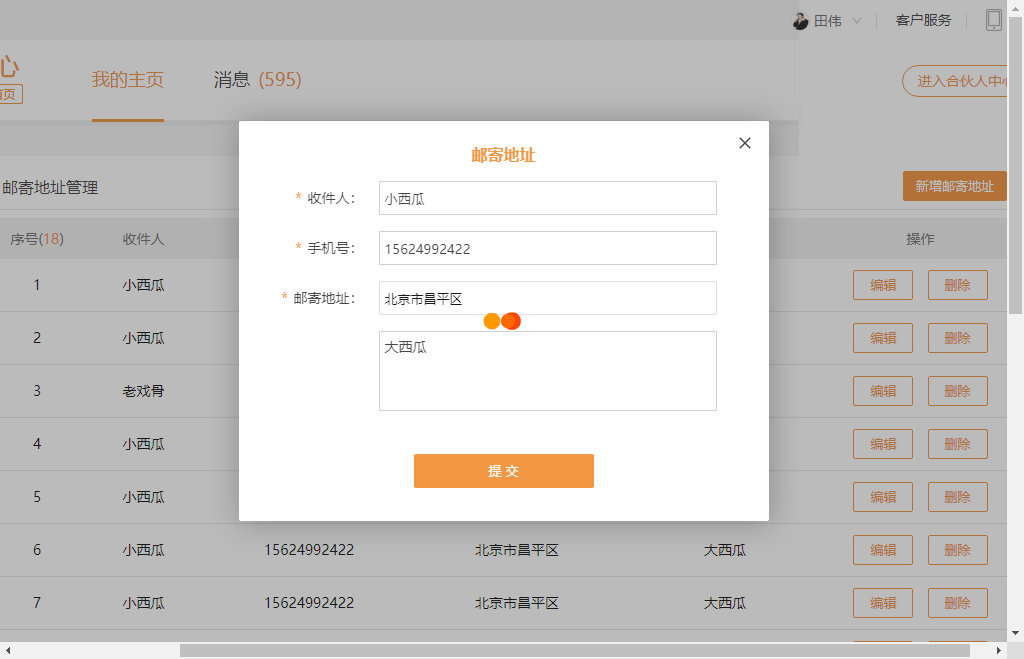 田伟
客户服务
心
首页
我的主页
消息 (595)
进入合伙人中心
邮寄地址管理
新增邮寄地址
邮寄地址
* 收件人：
小西瓜
* 手机号：
15624992422
* 邮寄地址：
北京市昌平区
大西瓜
提 交
序号(18) 收件人 操作
1 小西瓜 编辑 删除
2 小西瓜 编辑 删除
3 老戏骨 编辑 删除
4 小西瓜 编辑 删除
5 小西瓜 编辑 删除
6 小西瓜 15624992422 北京市昌平区 大西瓜 编辑 删除
7 小西瓜 15624992422 北京市昌平区 大西瓜 编辑 删除